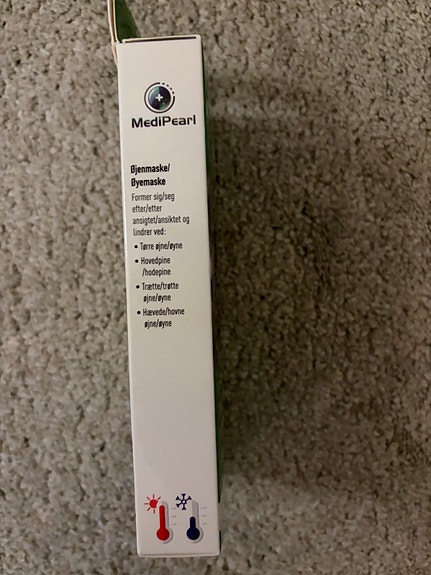 MediPearl
Øjenmaske/
Øyemaske
Former sig/seg
efter/etter
ansigtet/ansiktet og
lindrer ved:
• Tørre øjne/øyne
• Hovedpine
/hodepine
• Trætte/trøtte
øjne/øyne
• Hævede/hovne
øjne/øyne